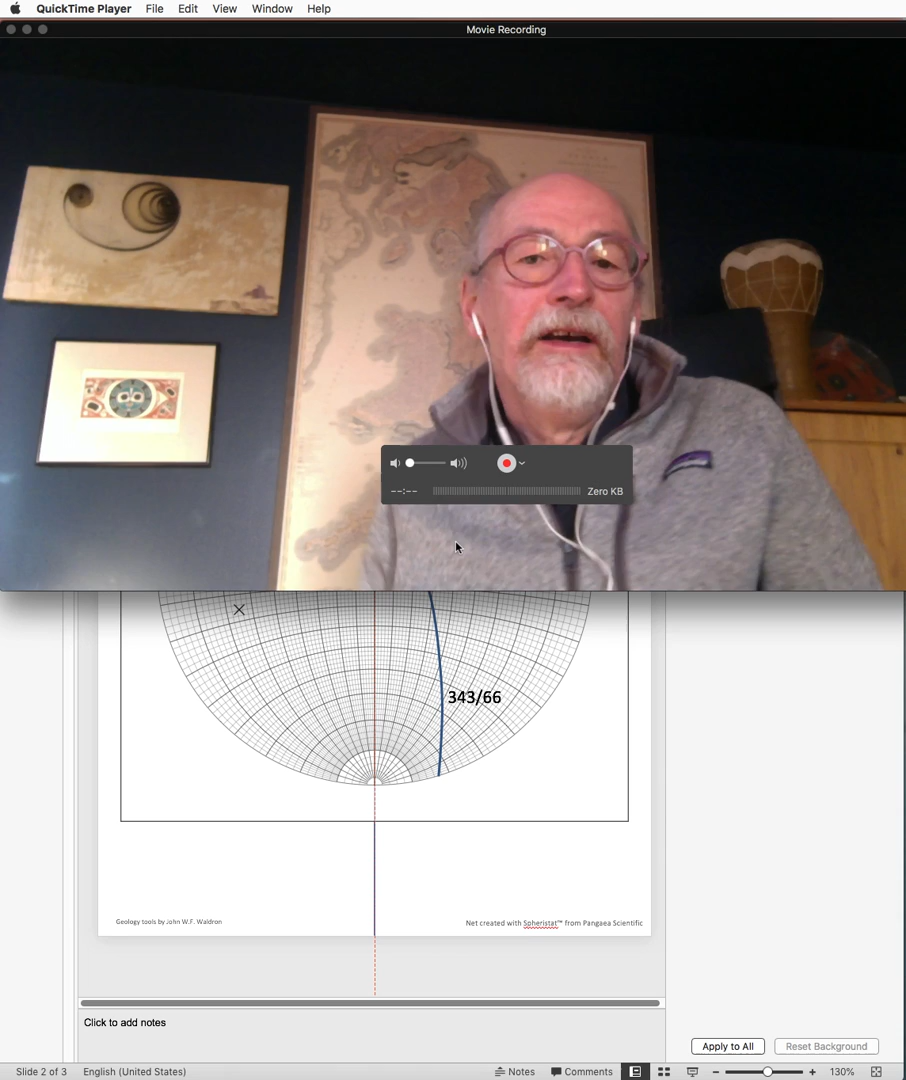 QuickTime Player File Edit View Window Help
Movie Recording
--:-- Zero KB
343/66
Geology tools by John W.F. Waldron
Net created with Spheristat™ from Pangaea Scientific
Click to add notes
Apply to All
Reset Background
Slide 2 of 3 English (United States) Notes Comments 130%